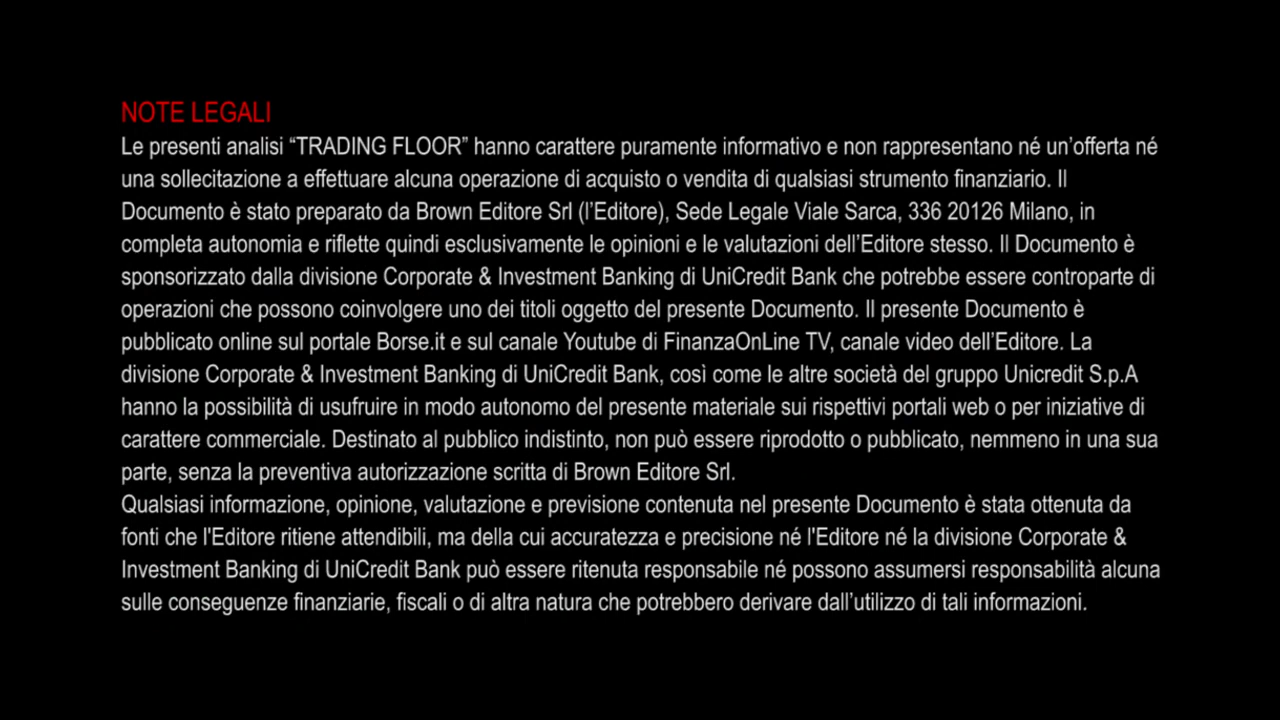 NOTE LEGALI
Le presenti analisi “TRADING FLOOR” hanno carattere puramente informativo e non rappresentano né un’offerta né
una sollecitazione a effettuare alcuna operazione di acquisto o vendita di qualsiasi strumento finanziario. Il
Documento è stato preparato da Brown Editore Srl (l’Editore), Sede Legale Viale Sarca, 336 20126 Milano, in
completa autonomia e riflette quindi esclusivamente le opinioni e le valutazioni dell’Editore stesso. Il Documento è
sponsorizzato dalla divisione Corporate & Investment Banking di UniCredit Bank che potrebbe essere controparte di
operazioni che possono coinvolgere uno dei titoli oggetto del presente Documento. Il presente Documento è
pubblicato online sul portale Borse.it e sul canale Youtube di FinanzaOnLine TV, canale video dell’Editore. La
divisione Corporate & Investment Banking di UniCredit Bank, così come le altre società del gruppo Unicredit S.p.A
hanno la possibilità di usufruire in modo autonomo del presente materiale sui rispettivi portali web o per iniziative di
carattere commerciale. Destinato al pubblico indistinto, non può essere riprodotto o pubblicato, nemmeno in una sua
parte, senza la preventiva autorizzazione scritta di Brown Editore Srl.
Qualsiasi informazione, opinione, valutazione e previsione contenuta nel presente Documento è stata ottenuta da
fonti che l'Editore ritiene attendibili, ma della cui accuratezza e precisione né l'Editore né la divisione Corporate &
Investment Banking di UniCredit Bank può essere ritenuta responsabile né possono assumersi responsabilità alcuna
sulle conseguenze finanziarie, fiscali o di altra natura che potrebbero derivare dall’utilizzo di tali informazioni.